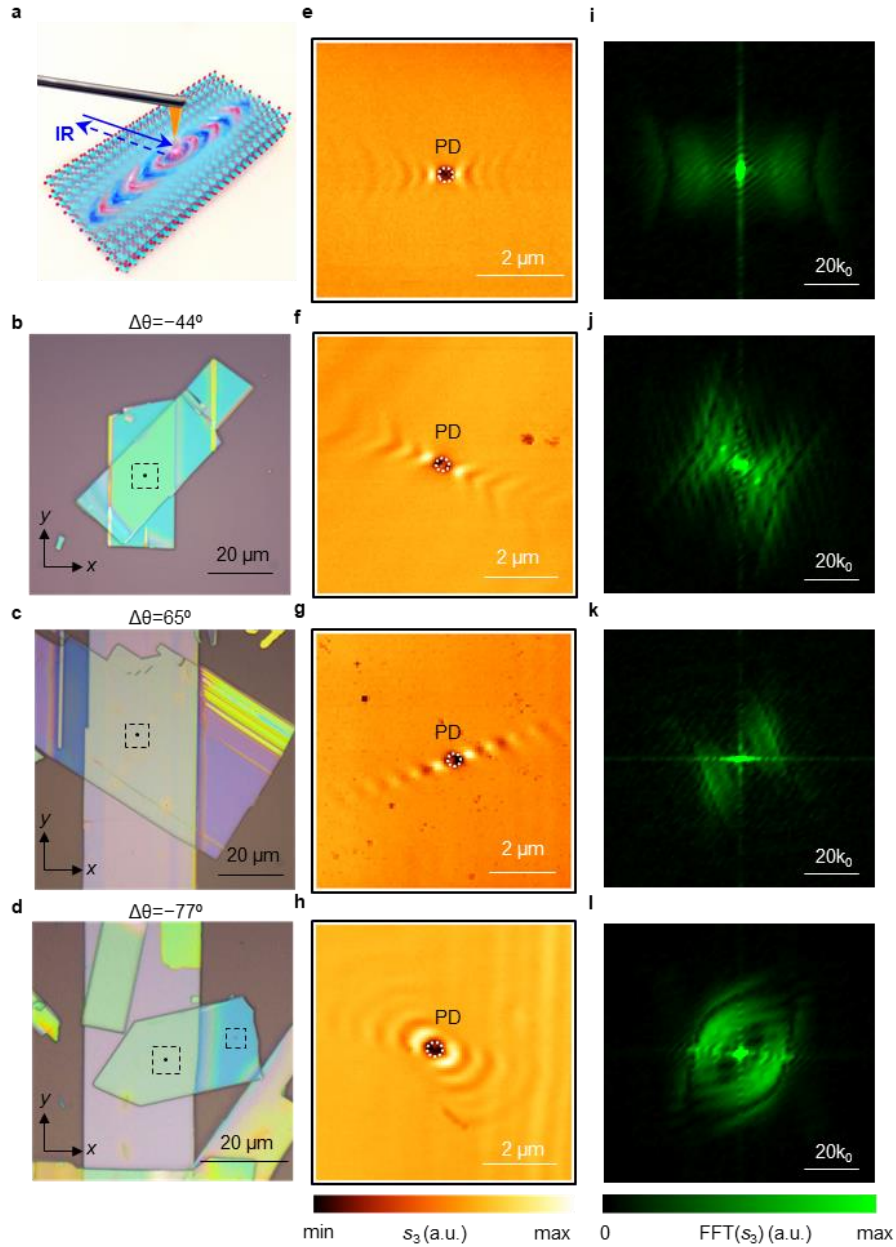 a
e
i
IR
PD
2 µm
20k₀
b
Δθ=−44º
f
j
y
x
20 µm
PD
2 µm
20k₀
c
Δθ=65º
g
k
y
x
20 µm
PD
2 µm
20k₀
d
Δθ=−77º
h
l
y
x
20 µm
PD
2 µm
20k₀
min s₃ (a.u.) max
0 FFT(s₃) (a.u.) max